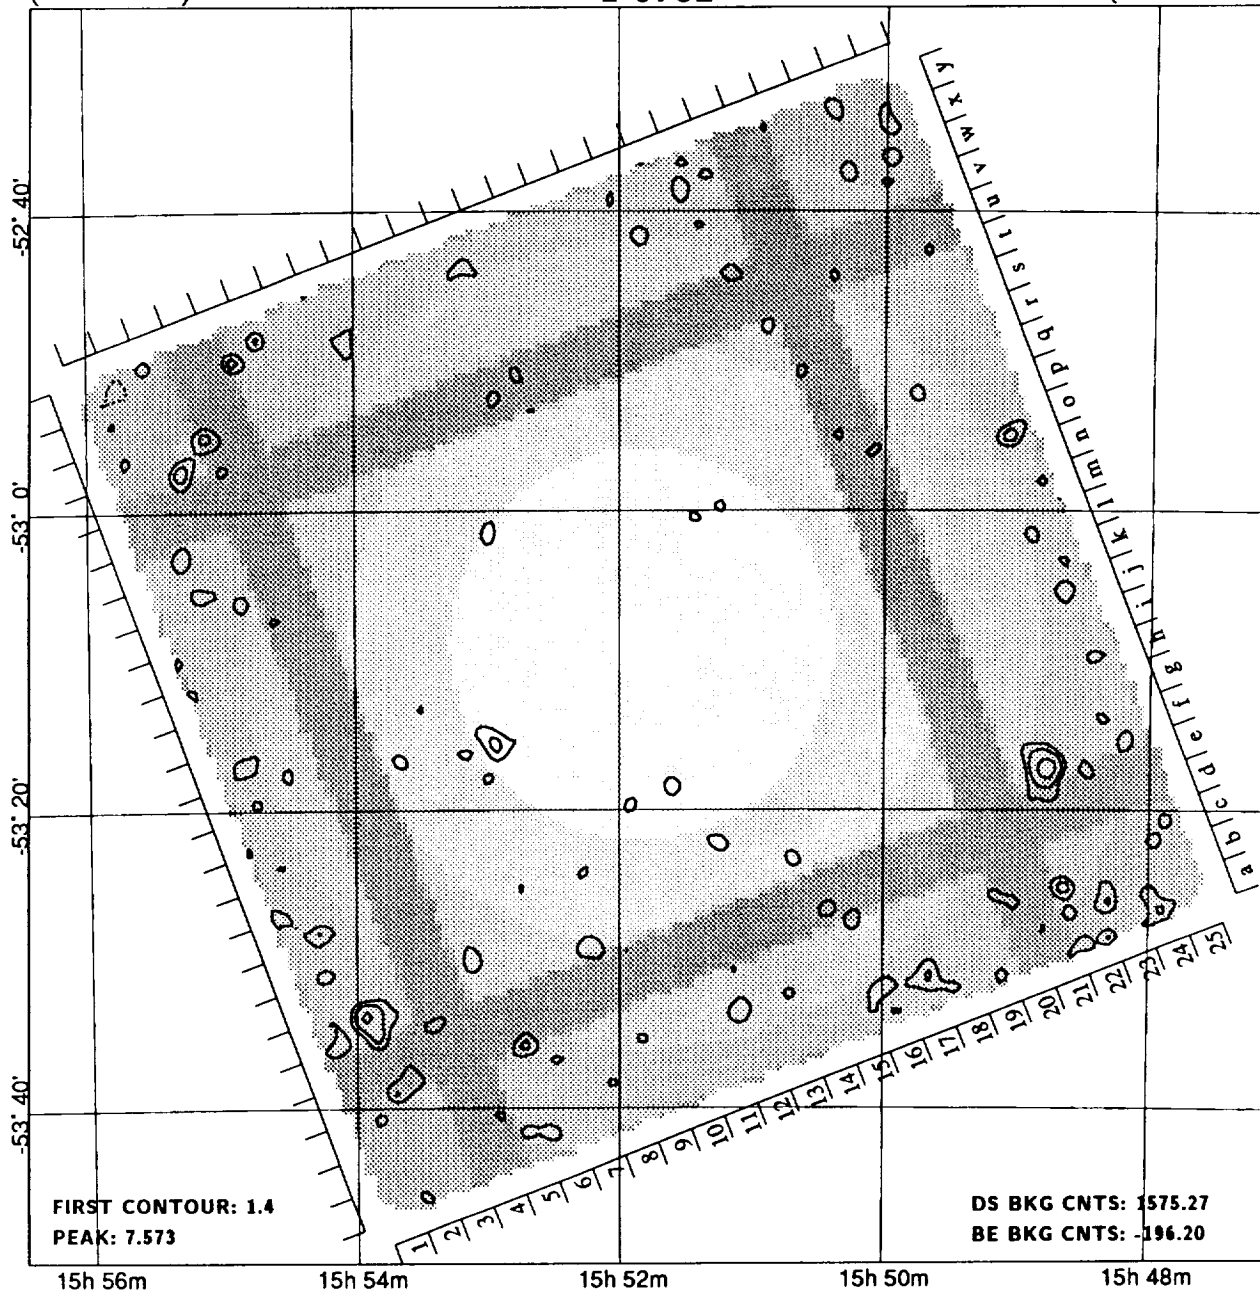 -52° 40'
-53° 0'
-53° 20'
-53° 40'
y
x
w
v
u
t
s
r
q
p
o
n
m
l
k
j
i
h
g
f
e
d
c
b
a
1 2 3 4 5 6 7 8 9 10 11 12 13 14 15 16 17 18 19 20 21 22 23 24 25
FIRST CONTOUR: 1.4
PEAK: 7.573
DS BKG CNTS: 1575.27
BE BKG CNTS: -196.20
15h 56m 15h 54m 15h 52m 15h 50m 15h 48m